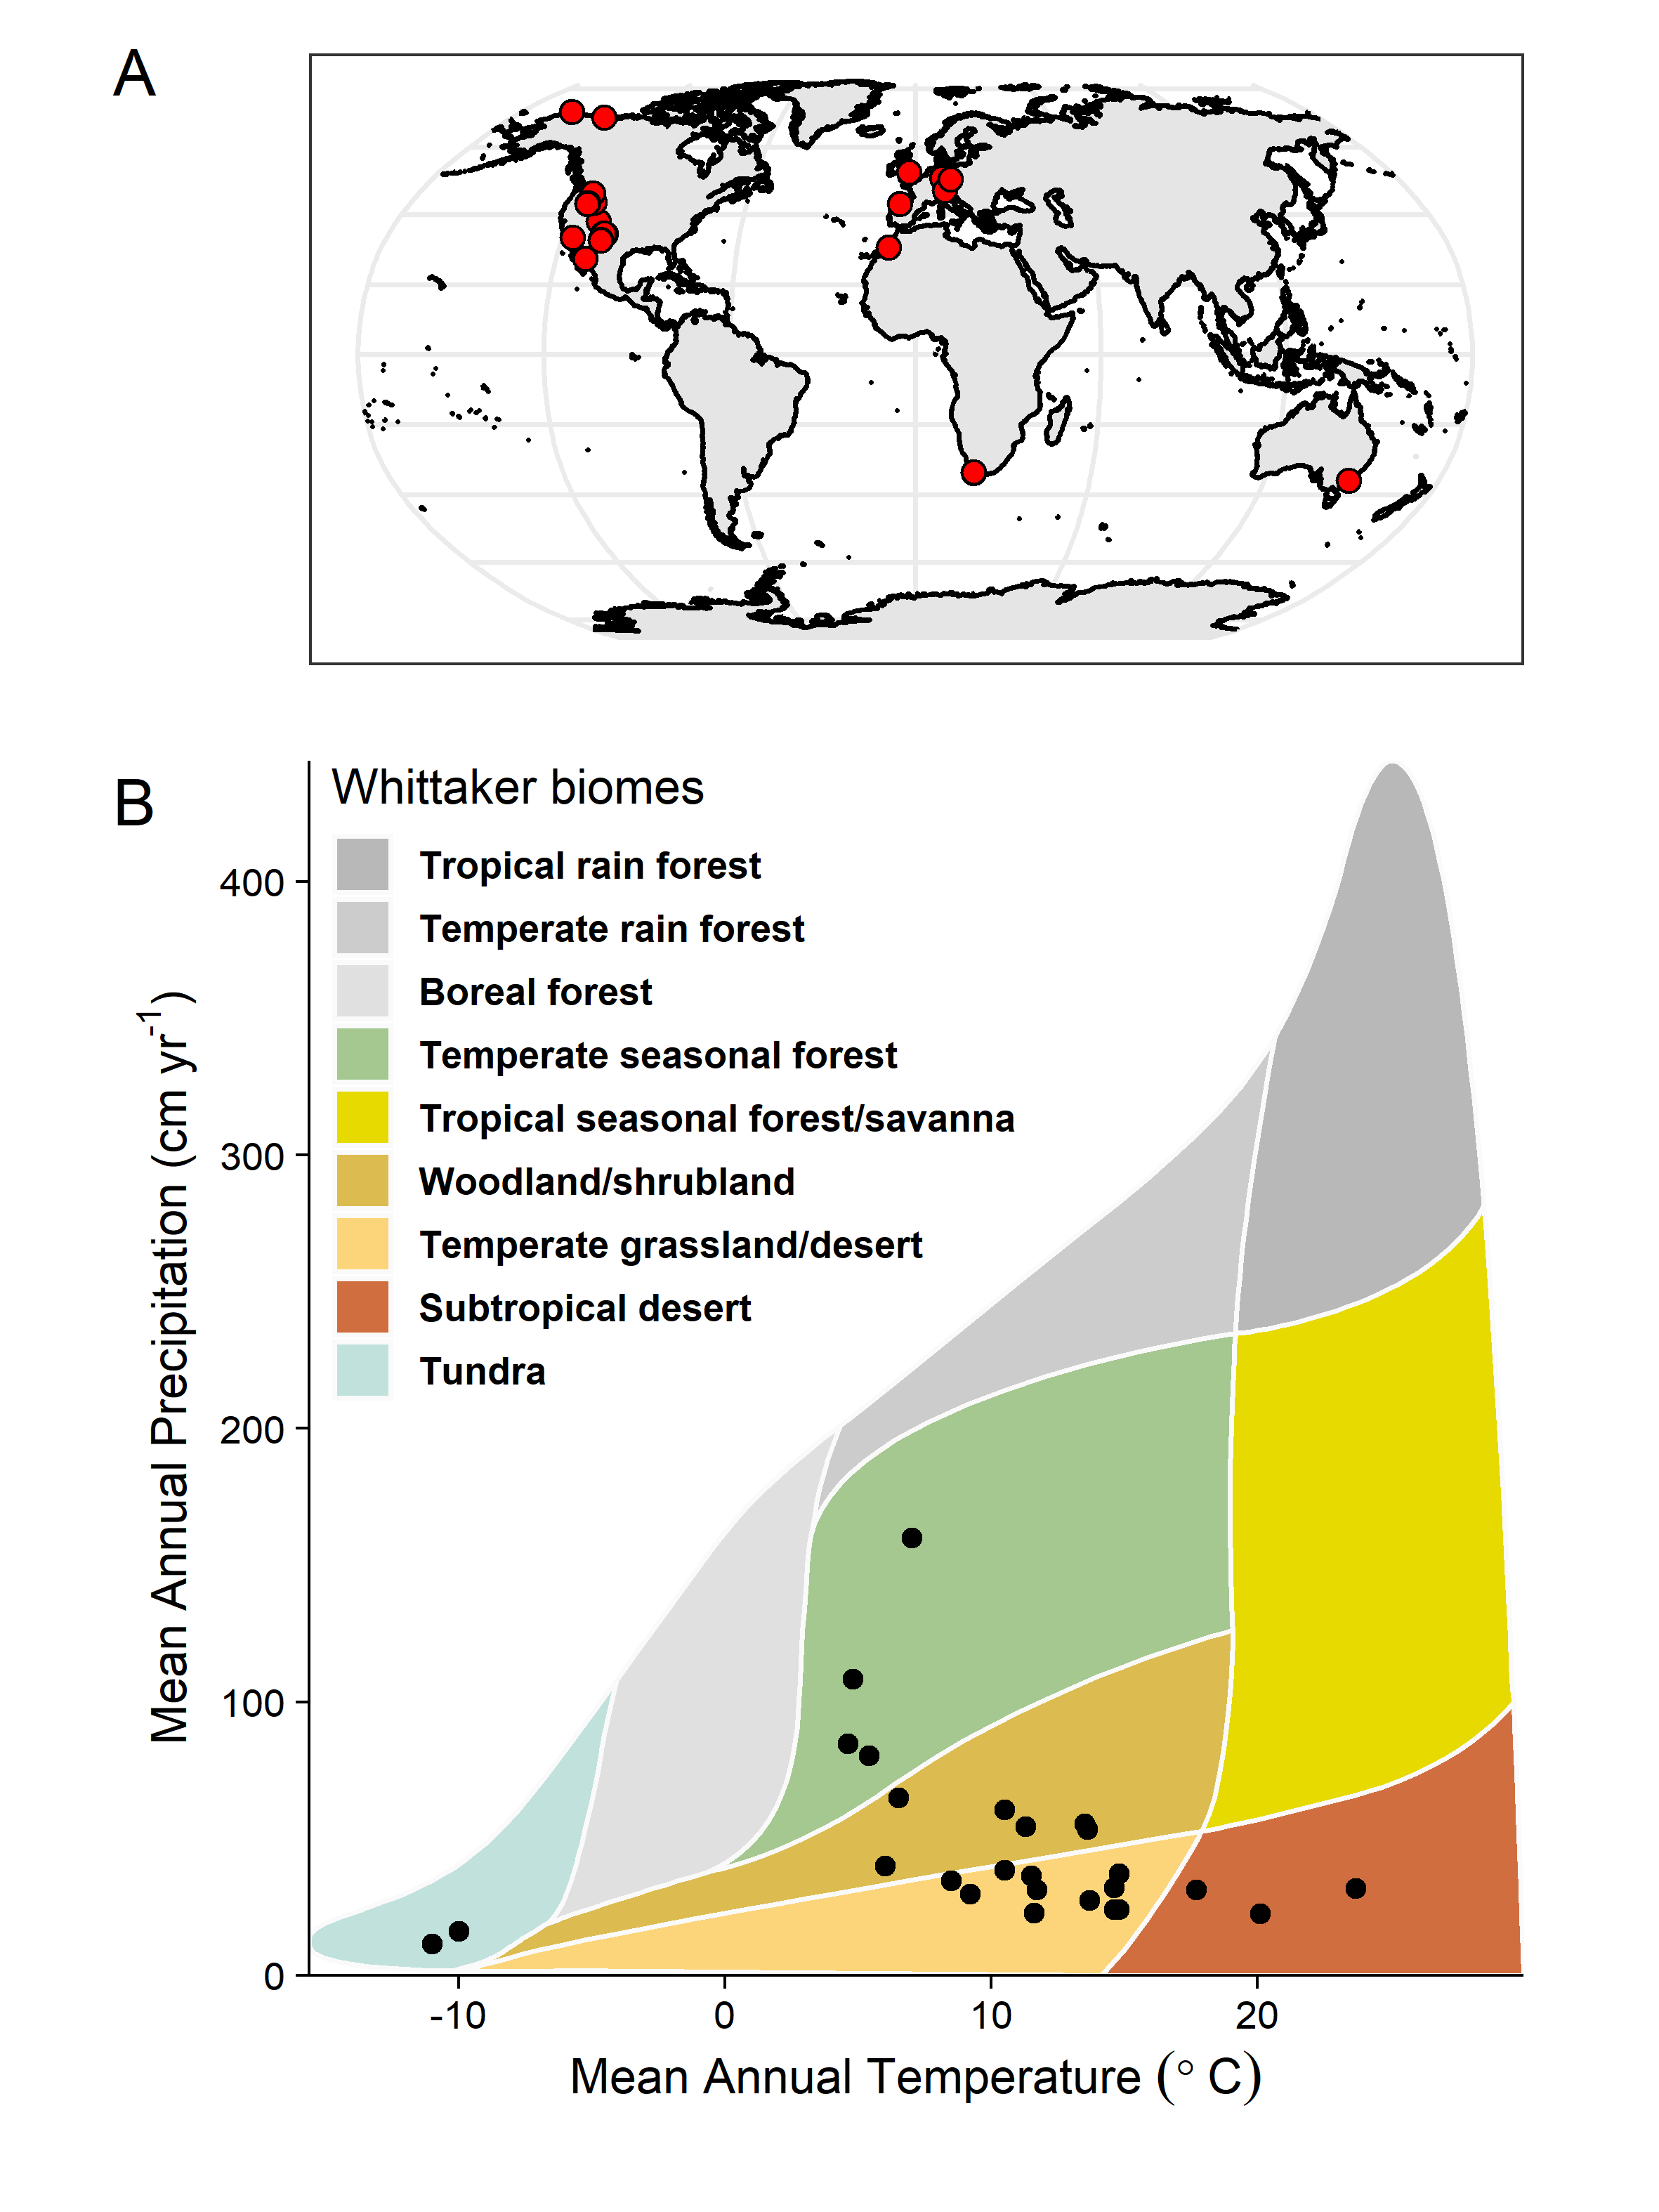 A
B
Whittaker biomes
Tropical rain forest
Temperate rain forest
Boreal forest
Temperate seasonal forest
Tropical seasonal forest/savanna
Woodland/shrubland
Temperate grassland/desert
Subtropical desert
Tundra
Mean Annual Precipitation (cm yr⁻¹)
400
300
200
100
0
-10 0 10 20
Mean Annual Temperature (° C)